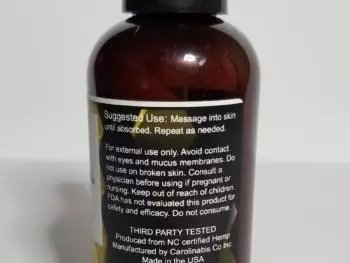 Suggested Use: Massage into skin
until absorbed. Repeat as needed.
For external use only. Avoid contact
with eyes and mucus membranes. Do
not use on broken skin. Consult a
physician before using if pregnant or
nursing. Keep out of reach of children.
FDA has not evaluated this product for
safety and efficacy. Do not consume.
THIRD PARTY TESTED
Produced from NC certified Hemp
Manufactured by Carolinabis Co Inc
Made in the USA